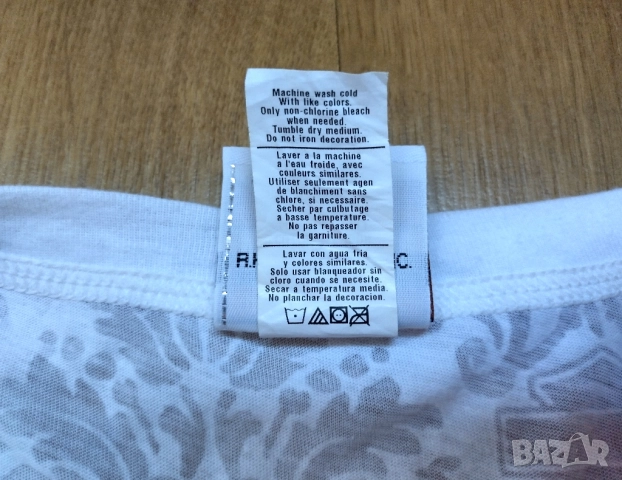 Machine wash cold
With like colors.
Only non-chlorine bleach
when needed.
Tumble dry medium.
Do not iron decoration.
Laver a la machine
a l'eau froide, avec
couleurs similaires.
Utiliser seulement agen
de blanchiment sans
chlore, si necessaire.
Secher par culbutage
a basse temperature.
No pas repasser
la garniture.
Lavar con agua fria
y colores similares.
Solo usar blanqueador sin
cloro cuando se necesite.
Secar a temperatura media.
No planchar la decoracion.
BAZAR